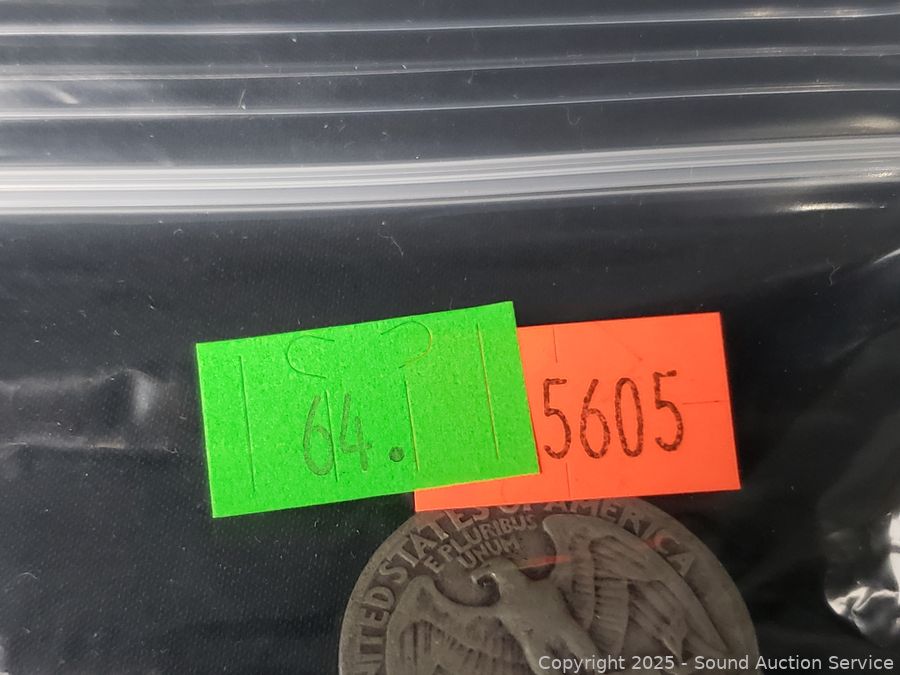 64.
5605
UNITED STATES OF AMERICA
E PLURIBUS
UNUM
Copyright 2025 - Sound Auction Service